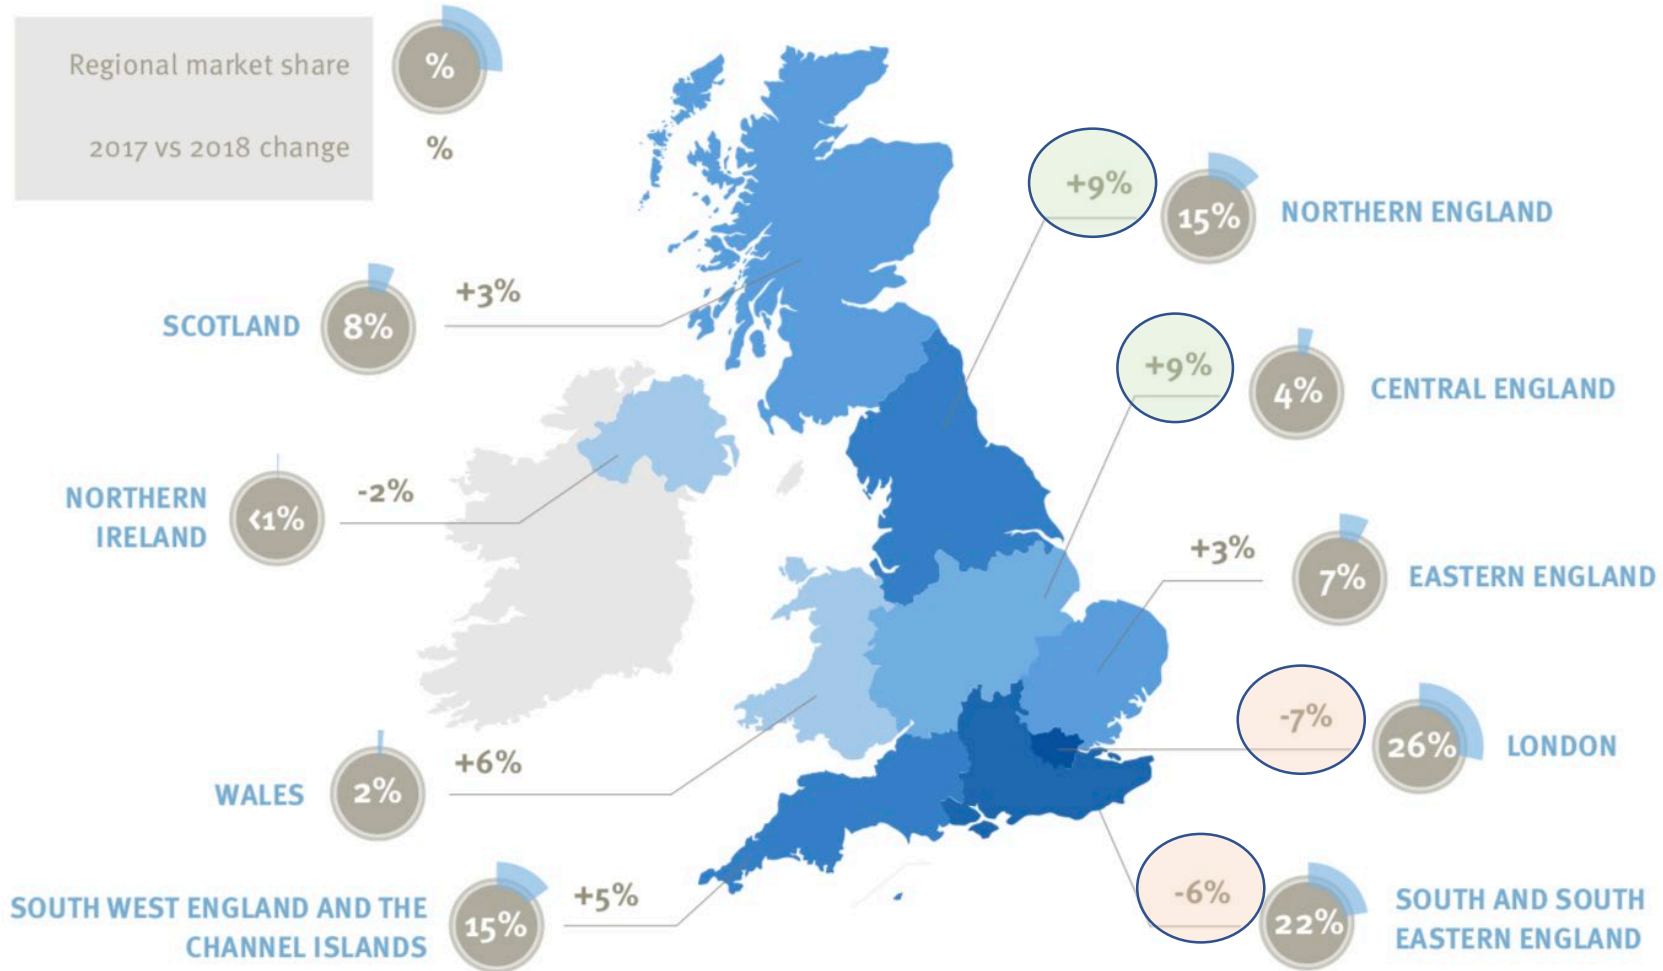 Regional market share
%
2017 vs 2018 change
%
+9%
15%
NORTHERN ENGLAND
SCOTLAND
8%
+3%
+9%
4%
CENTRAL ENGLAND
NORTHERN
IRELAND
<1%
-2%
+3%
7%
EASTERN ENGLAND
-7%
26%
LONDON
WALES
2%
+6%
SOUTH WEST ENGLAND AND THE
CHANNEL ISLANDS
15%
+5%
-6%
22%
SOUTH AND SOUTH
EASTERN ENGLAND